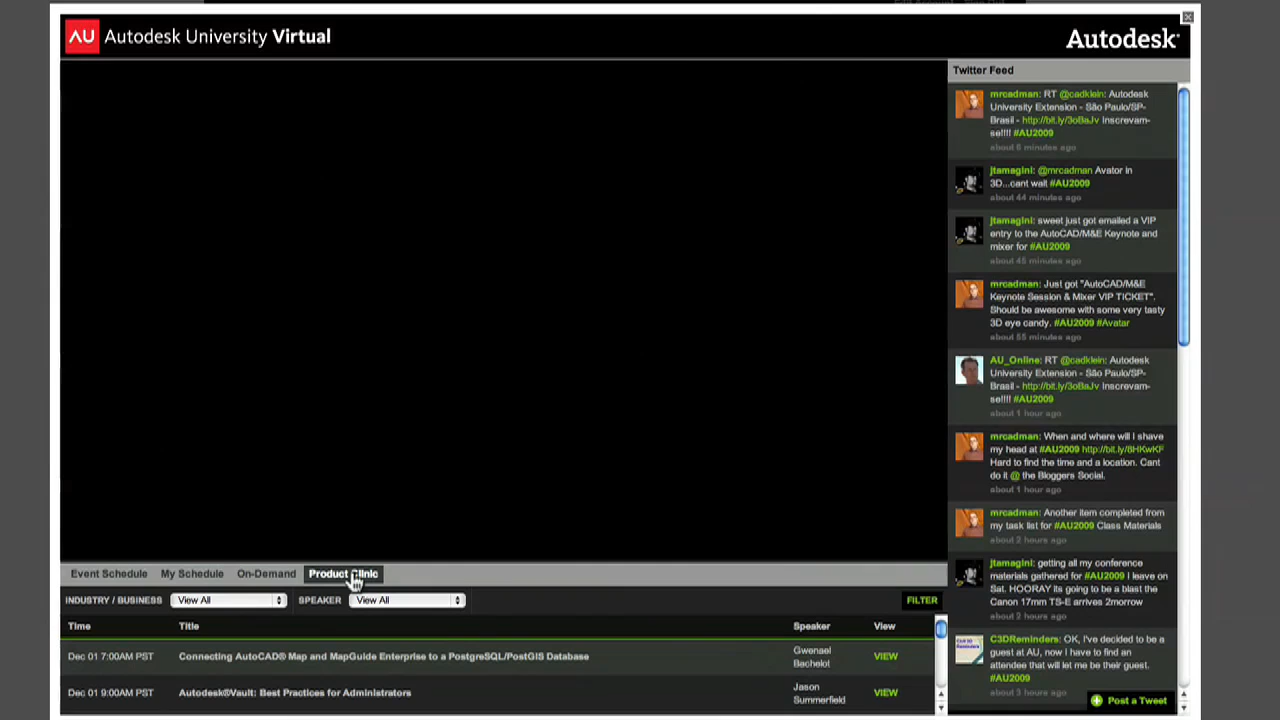 AU Autodesk University Virtual
Autodesk®
Twitter Feed
mrcadman: RT @cadklein: Autodesk
University Extension - São Paulo/SP-
Brasil - http://bit.ly/3oBaJv Inscrevam-
se!!!! #AU2009
about 6 minutes ago
jtamagini: @mrcadman Avator in
3D...cant wait #AU2009
about 44 minutes ago
jtamagini: sweet just got emailed a VIP
entry to the AutoCAD/M&E Keynote and
mixer for #AU2009
about 45 minutes ago
mrcadman: Just got "AutoCAD/M&E
Keynote Session & Mixer VIP TICKET".
Should be awesome with some very tasty
3D eye candy. #AU2009 #Avatar
about 55 minutes ago
AU_Online: RT @cadklein: Autodesk
University Extension - São Paulo/SP-
Brasil - http://bit.ly/3oBaJv Inscrevam-
se!!!! #AU2009
about 1 hour ago
mrcadman: When and where will I shave
my head at #AU2009 http://bit.ly/8HKwKF
Hard to find the time and a location. Cant
do it @ the Bloggers Social.
about 1 hour ago
mrcadman: Another item completed from
my task list for #AU2009 Class Materials
about 2 hours ago
jtamagini: getting all my conference
materials gathered for #AU2009 I leave on
Sat. HOORAY its going to be a blast the
Canon 17mm TS-E arrives 2morrow
about 2 hours ago
C3DReminders: OK, I've decided to be a
guest at AU, now I have to find an
attendee that will let me be their guest.
#AU2009
about 3 hours ago
Post a Tweet
Event Schedule My Schedule On-Demand Product Clinic
INDUSTRY / BUSINESS View All SPEAKER View All FILTER
Time Title Speaker View
Dec 01 7:00AM PST Connecting AutoCAD® Map and MapGuide Enterprise to a PostgreSQL/PostGIS Database Gwenael Bachelot VIEW
Dec 01 9:00AM PST Autodesk®Vault: Best Practices for Administrators Jason Summerfield VIEW